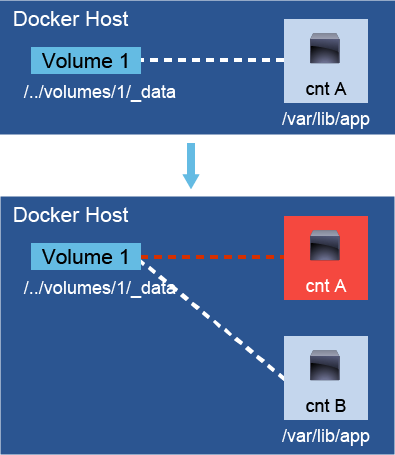 Docker Host
Volume 1
/../volumes/1/_data
cnt A
/var/lib/app
Docker Host
Volume 1
/../volumes/1/_data
cnt A
cnt B
/var/lib/app